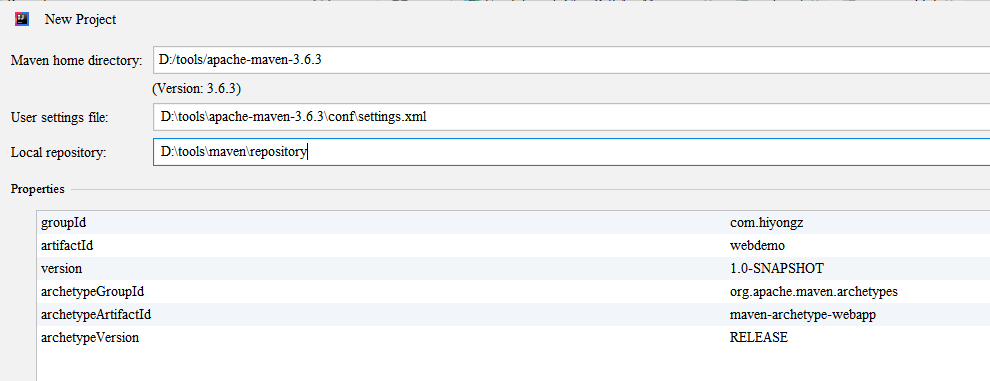 New Project
Maven home directory: D:/tools/apache-maven-3.6.3
(Version: 3.6.3)
User settings file: D:\tools\apache-maven-3.6.3\conf\settings.xml
Local repository: D:\tools\maven\repository
Properties
groupId com.hiyongz
artifactId webdemo
version 1.0-SNAPSHOT
archetypeGroupId org.apache.maven.archetypes
archetypeArtifactId maven-archetype-webapp
archetypeVersion RELEASE